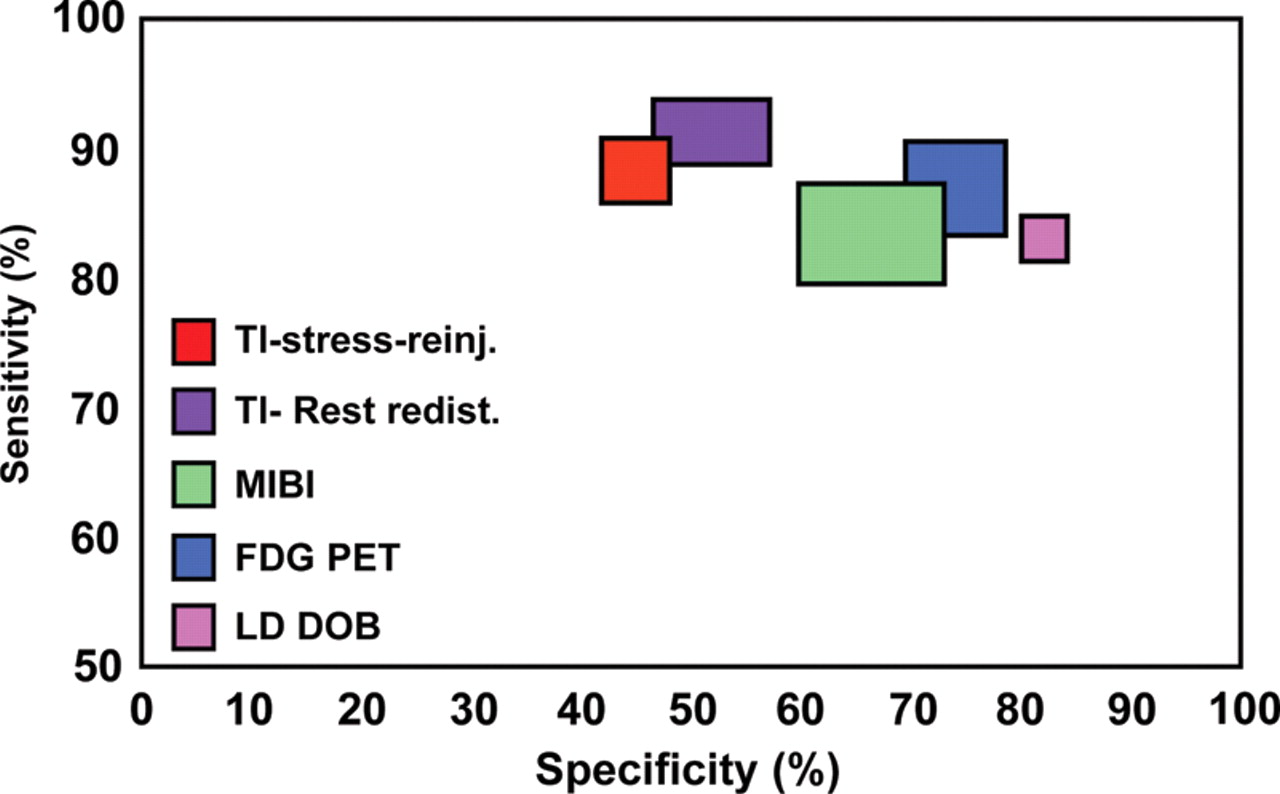 Sensitivity (%)
100
90
80
70
60
50
Tl-stress-reinj.
Tl- Rest redist.
MIBI
FDG PET
LD DOB
0 10 20 30 40 50 60 70 80 90 100
Specificity (%)